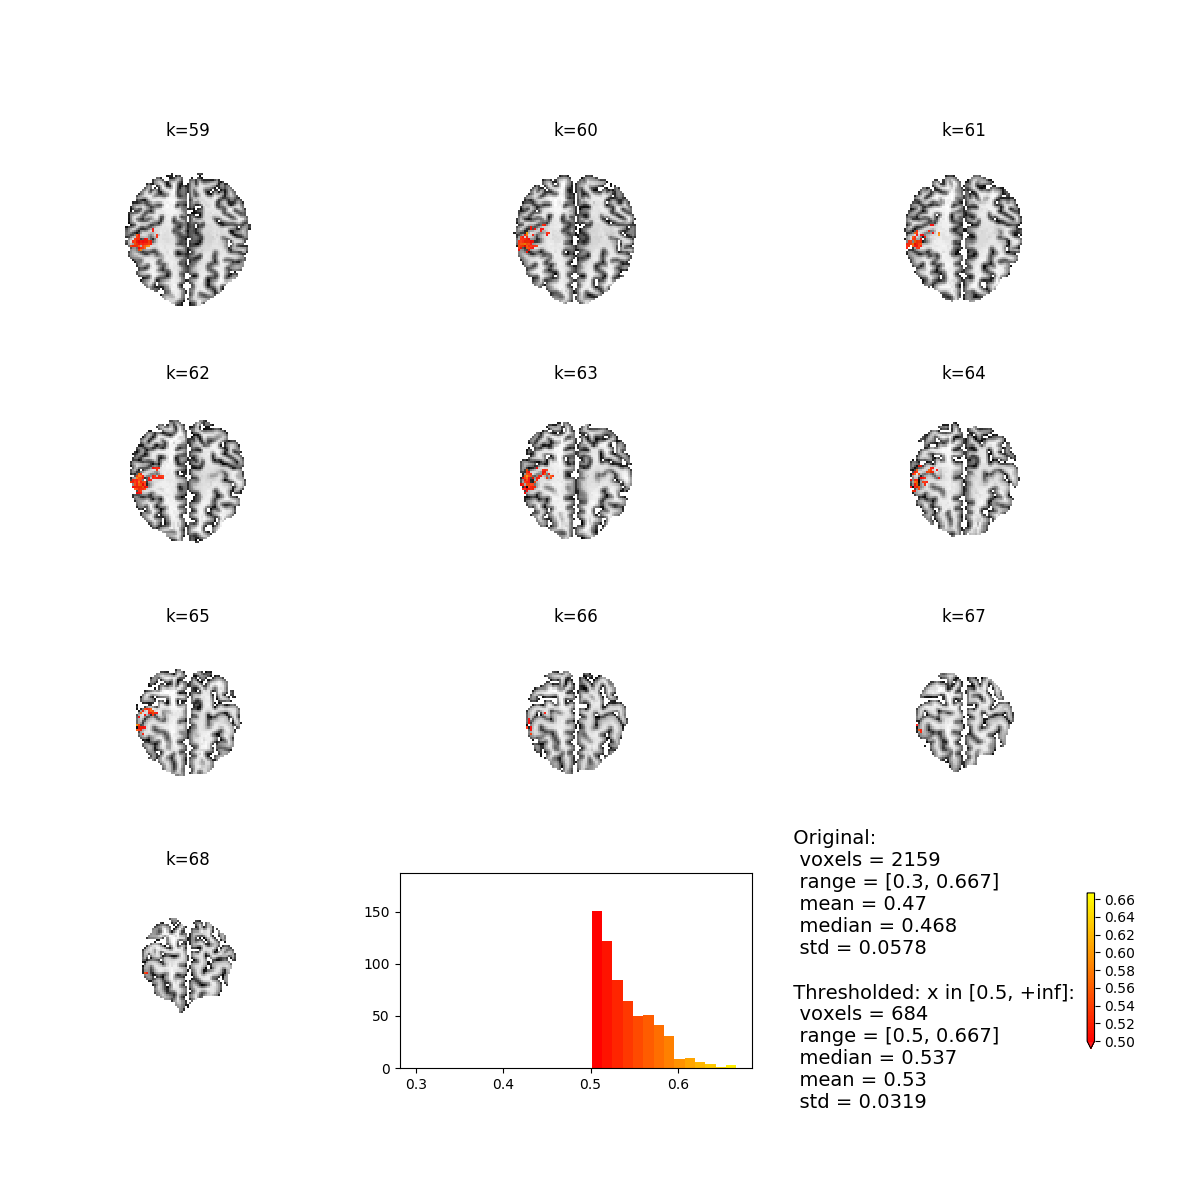 k=59
k=60
k=61
k=62
k=63
k=64
k=65
k=66
k=67
k=68
150
100
50
0
0.3
0.4
0.5
0.6
Original:
voxels = 2159
range = [0.3, 0.667]
mean = 0.47
median = 0.468
std = 0.0578
Thresholded: x in [0.5, +inf]:
voxels = 684
range = [0.5, 0.667]
median = 0.537
mean = 0.53
std = 0.0319
0.66
0.64
0.62
0.60
0.58
0.56
0.54
0.52
0.50